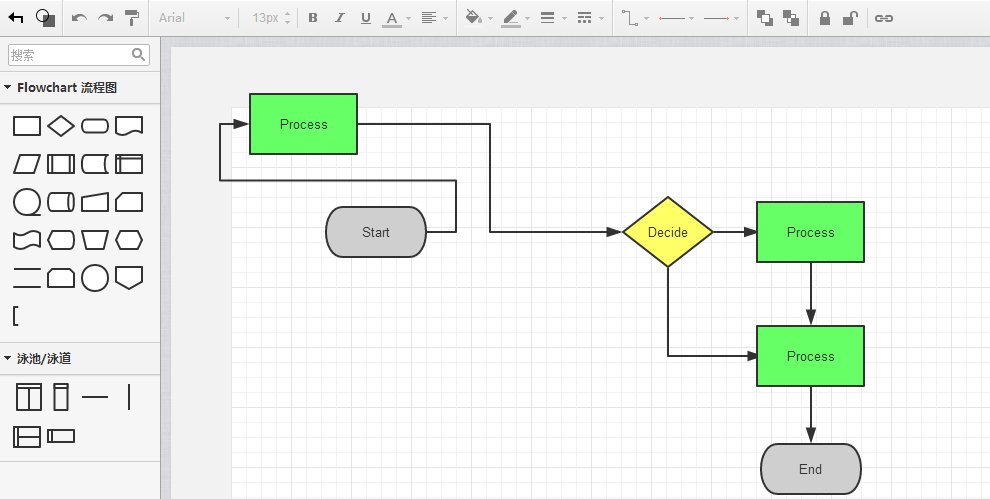 Arial 13px B I U A
搜索
Flowchart 流程图
泳池/泳道
Process
Start
Decide
Process
Process
End